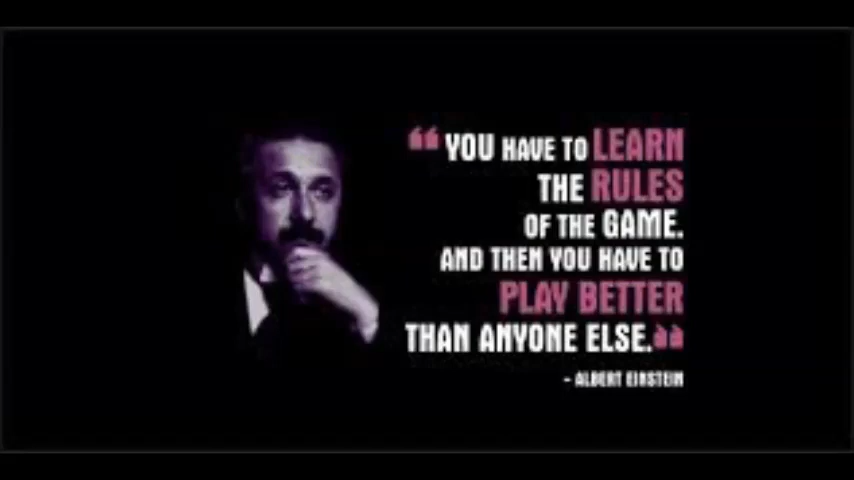 “YOU HAVE TO LEARN
THE RULES
OF THE GAME.
AND THEN YOU HAVE TO
PLAY BETTER
THAN ANYONE ELSE.”
- ALBERT EINSTEIN